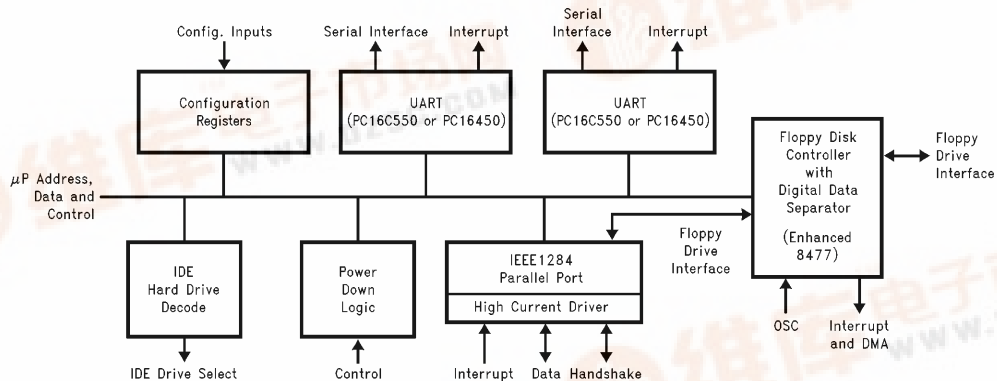 Config. Inputs
Serial Interface
Interrupt
Serial
Interface
Interrupt
Configuration
Registers
UART
(PC16C550 or PC16450)
UART
(PC16C550 or PC16450)
Floppy Disk
Controller
with
Digital Data
Separator
(Enhanced
8477)
Floppy
Drive
Interface
μP Address,
Data and
Control
IDE
Hard Drive
Decode
Power
Down
Logic
IEEE1284
Parallel Port
High Current Driver
Floppy
Drive
Interface
IDE Drive Select
Control
Interrupt
Data
Handshake
OSC
Interrupt
and DMA